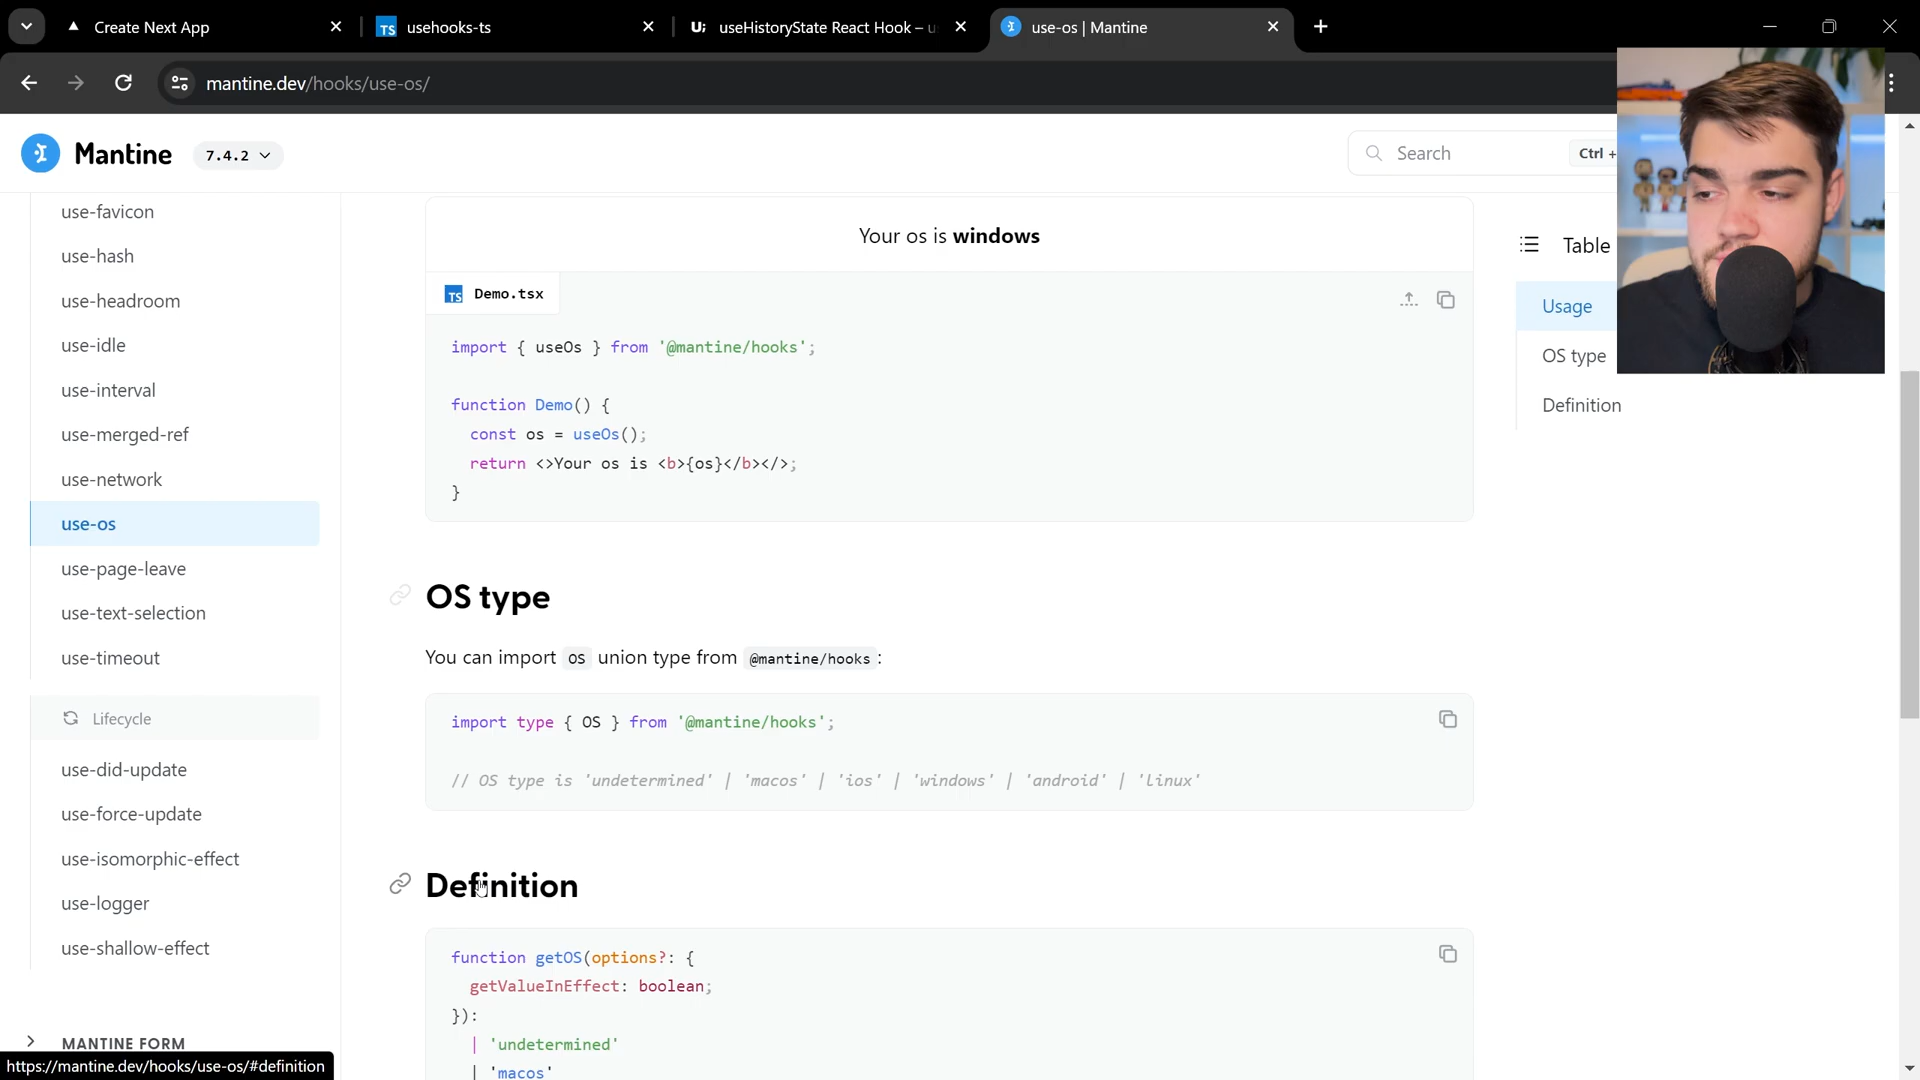 Create Next App
usehooks-ts
useHistoryState React Hook – u
use-os | Mantine
mantine.dev/hooks/use-os/
Mantine
7.4.2
Search
Ctrl +
use-favicon
use-hash
use-headroom
use-idle
use-interval
use-merged-ref
use-network
use-os
use-page-leave
use-text-selection
use-timeout
Lifecycle
use-did-update
use-force-update
use-isomorphic-effect
use-logger
use-shallow-effect
MANTINE FORM
https://mantine.dev/hooks/use-os/#definition
Your os is windows
TS Demo.tsx
import { useOs } from '@mantine/hooks';
function Demo() {
const os = useOs();
return <>Your os is <b>{os}</b></>;
}
OS type
You can import OS union type from @mantine/hooks :
import type { OS } from '@mantine/hooks';
// OS type is 'undetermined' | 'macos' | 'ios' | 'windows' | 'android' | 'linux'
Definition
function getOS(options?: {
getValueInEffect: boolean;
}):
| 'undetermined'
| 'macos'
Table
Usage
OS type
Definition